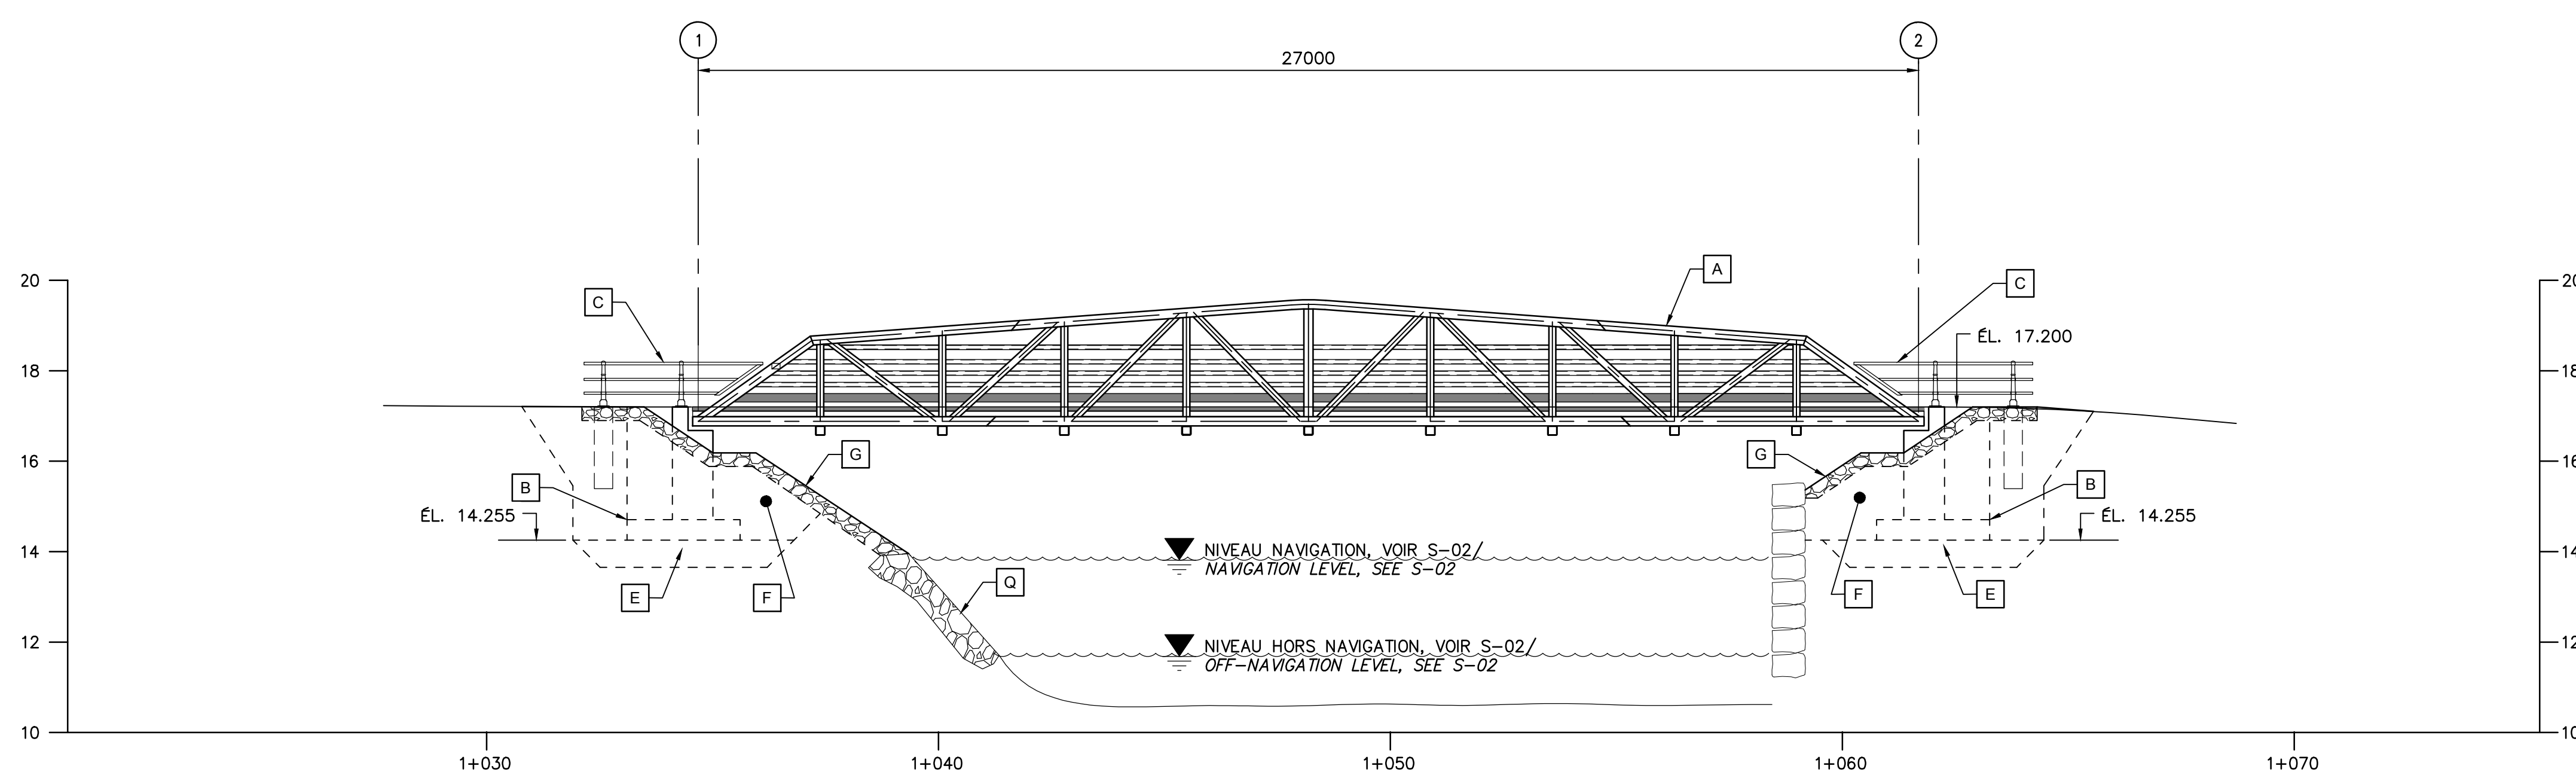 1
2
27000
A
C
C
20
20
ÉL. 17.200
18
18
G
G
16
16
B
B
ÉL. 14.255
ÉL. 14.255
14
14
NIVEAU NAVIGATION, VOIR S-02/
NAVIGATION LEVEL, SEE S-02
Q
E
F
F
E
12
12
NIVEAU HORS NAVIGATION, VOIR S-02/
OFF-NAVIGATION LEVEL, SEE S-02
10
10
1+030
1+040
1+050
1+060
1+070